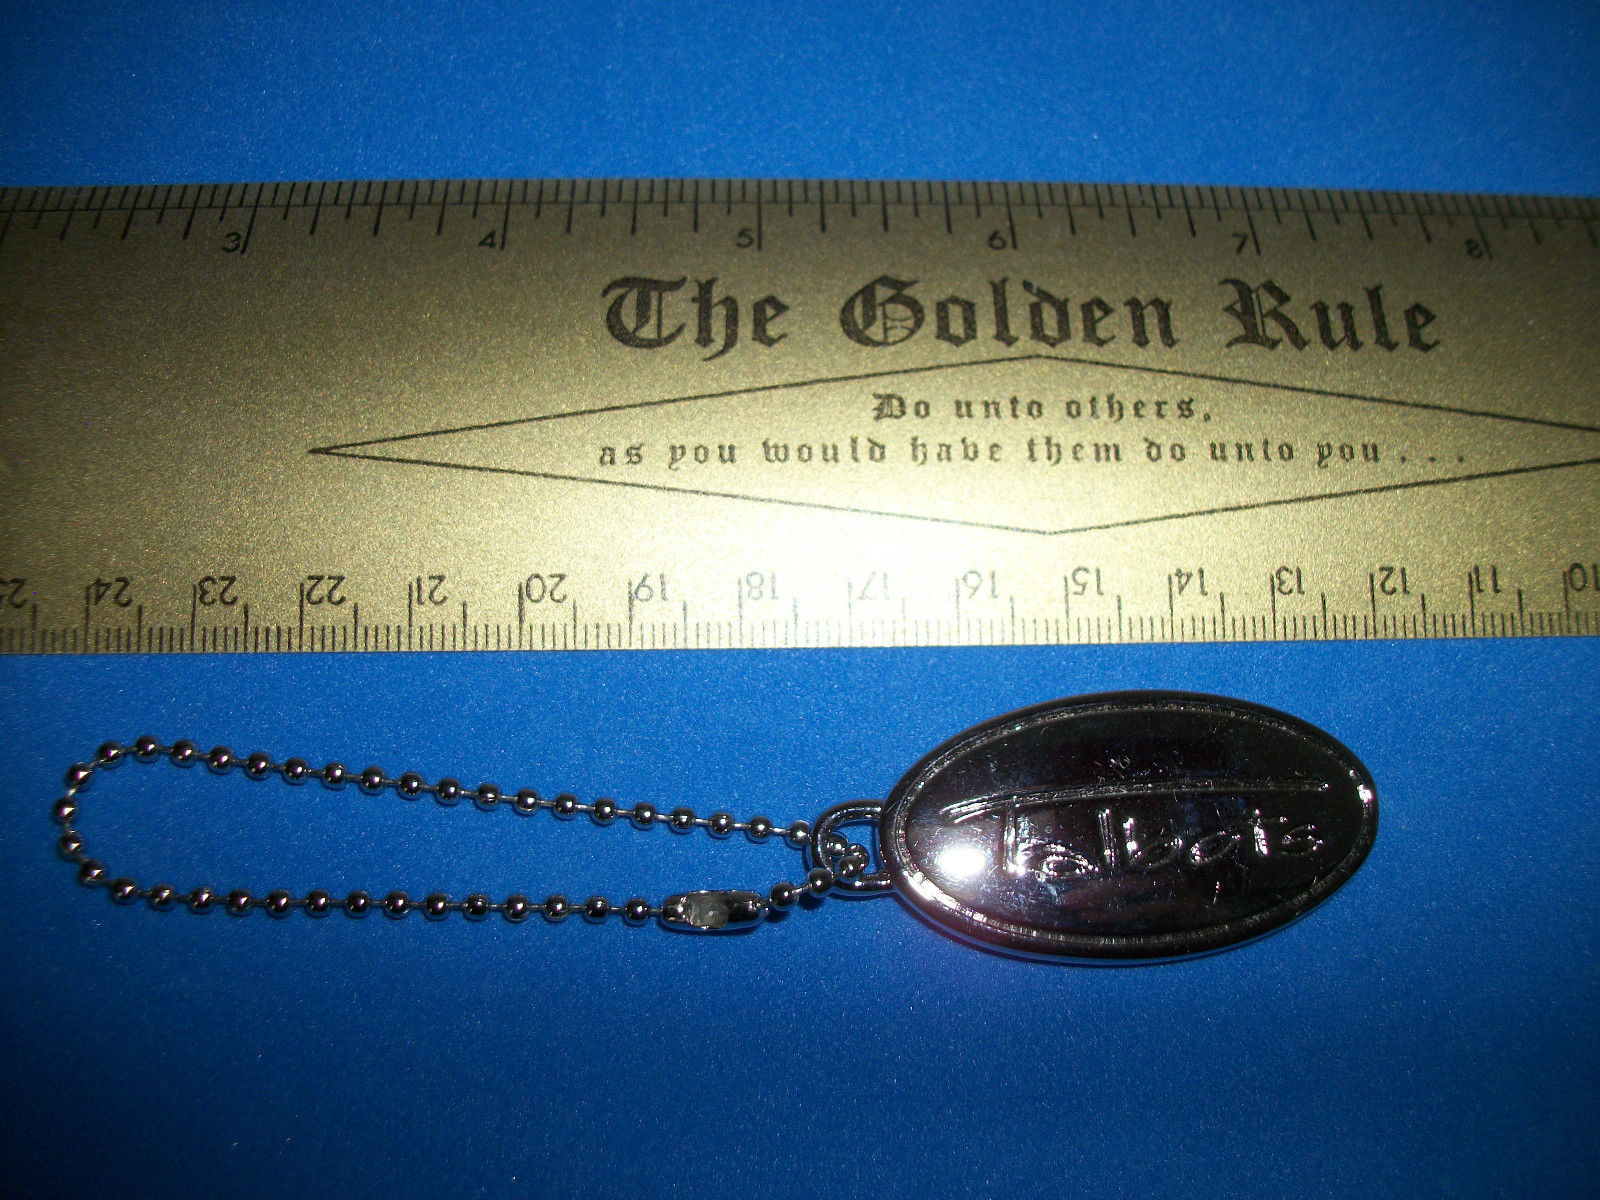 3 4 5 6 7 8
The Golden Rule
Do unto others,
as you would have them do unto you . . .
25 24 23 22 21 20 19 18 17 16 15 14 13 12 11 10
Talbots